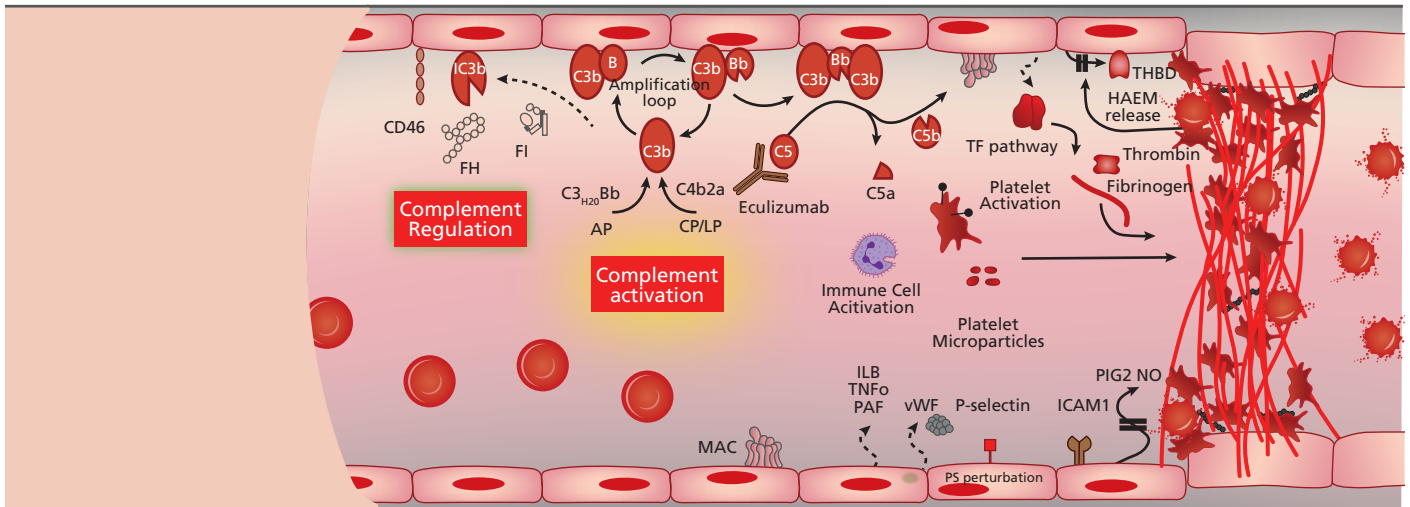 IC3b
CD46
FH
FI
C3b
B
Amplification
loop
C3b
Bb
C3b
Bb
C3b
C3b
C3H20Bb
AP
C4b2a
CP/LP
Complement
Regulation
Complement
activation
C5
Eculizumab
C5a
C5b
Immune Cell
Acitivation
TF pathway
THBD
HAEM
release
Thrombin
Fibrinogen
Platelet
Activation
Platelet
Microparticles
MAC
ILB
TNFo
PAF
vWF
P-selectin
PS perturbation
ICAM1
PIG2 NO